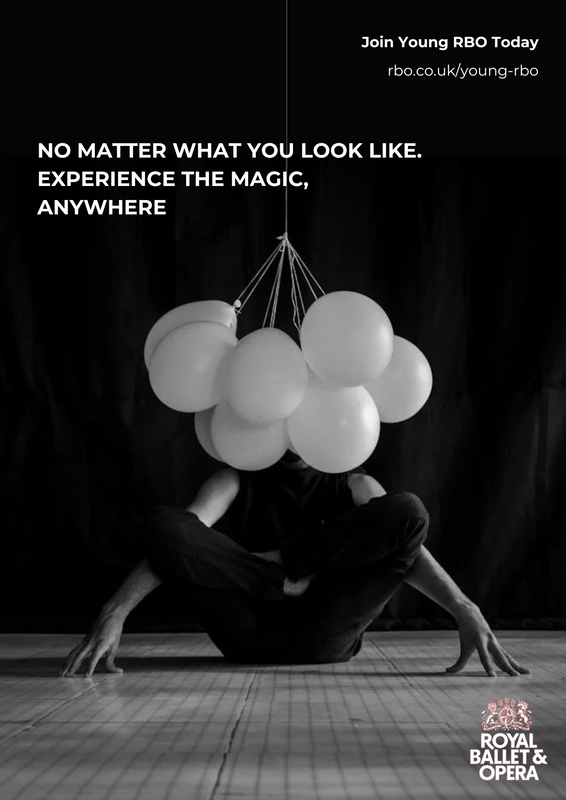 Join Young RBO Today
rbo.co.uk/young-rbo
NO MATTER WHAT YOU LOOK LIKE.
EXPERIENCE THE MAGIC,
ANYWHERE
ROYAL
BALLET &
OPERA